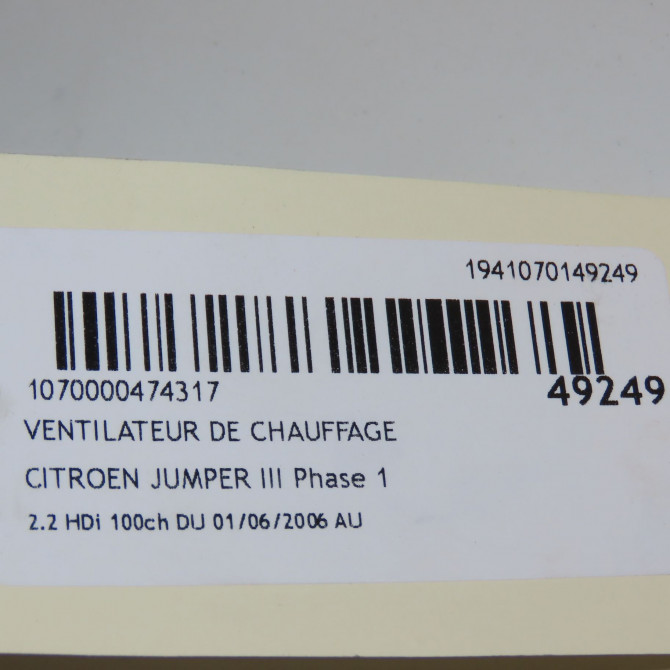 1941070149249
1070000474317
49249
VENTILATEUR DE CHAUFFAGE
CITROEN JUMPER III Phase 1
2.2 HDi 100ch DU 01/06/2006 AU